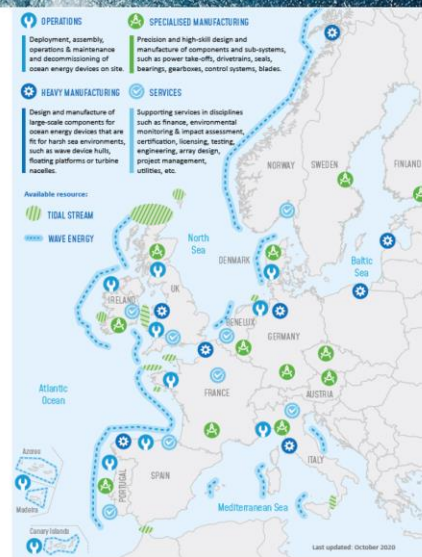 OPERATIONS
Deployment, assembly,
operations & maintenance
and decommissioning of
ocean energy devices on site.
SPECIALISED MANUFACTURING
Precision and high-skill design and
manufacture of components and sub-systems,
such as power take-offs, drivetrains, seals,
bearings, gearboxes, control systems, blades.
HEAVY MANUFACTURING
Design and manufacture of
large-scale components for
ocean energy devices that are
fit for harsh sea environments,
such as wave device hulls,
floating platforms or turbine
nacelles.
SERVICES
Supporting services in disciplines
such as finance, environmental
monitoring & impact assessment,
certification, licensing, testing,
engineering, array design,
project management,
utilities, etc.
Available resource:
TIDAL STREAM
WAVE ENERGY
NORWAY
SWEDEN
FINLAND
North
Sea
DENMARK
Baltic
Sea
IRELAND
UK
BENELUX
GERMANY
Atlantic
Ocean
FRANCE
AUSTRIA
Azores
Madeira
PORTUGAL
SPAIN
ITALY
Mediterranean Sea
Canary Islands
Last updated: October 2020